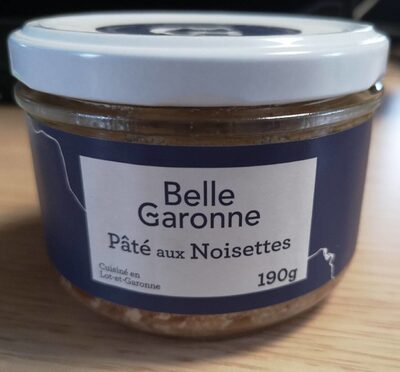 Belle
Garonne
Pâté aux Noisettes
Cuisiné en
Lot-et-Garonne
190g